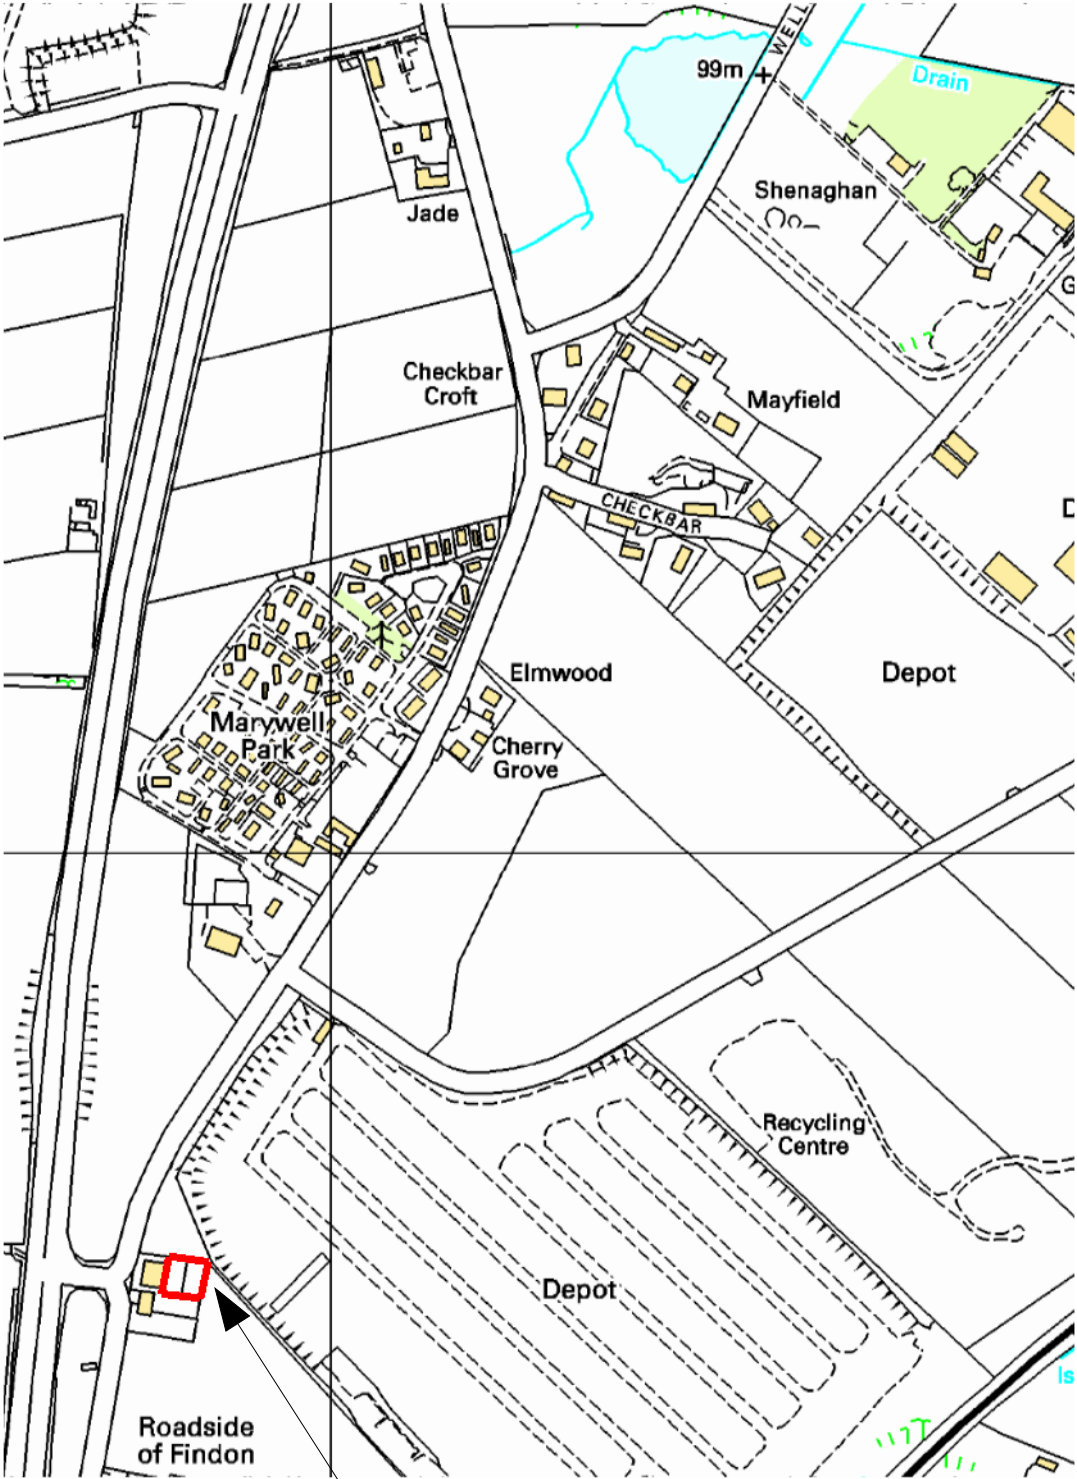 WELL
99m
Drain
Shenaghan
Jade
G
Checkbar
Croft
Mayfield
CHECKBAR
D
Elmwood
Depot
Marywell
Park
Cherry
Grove
Recycling
Centre
Depot
Is
Roadside
of Findon